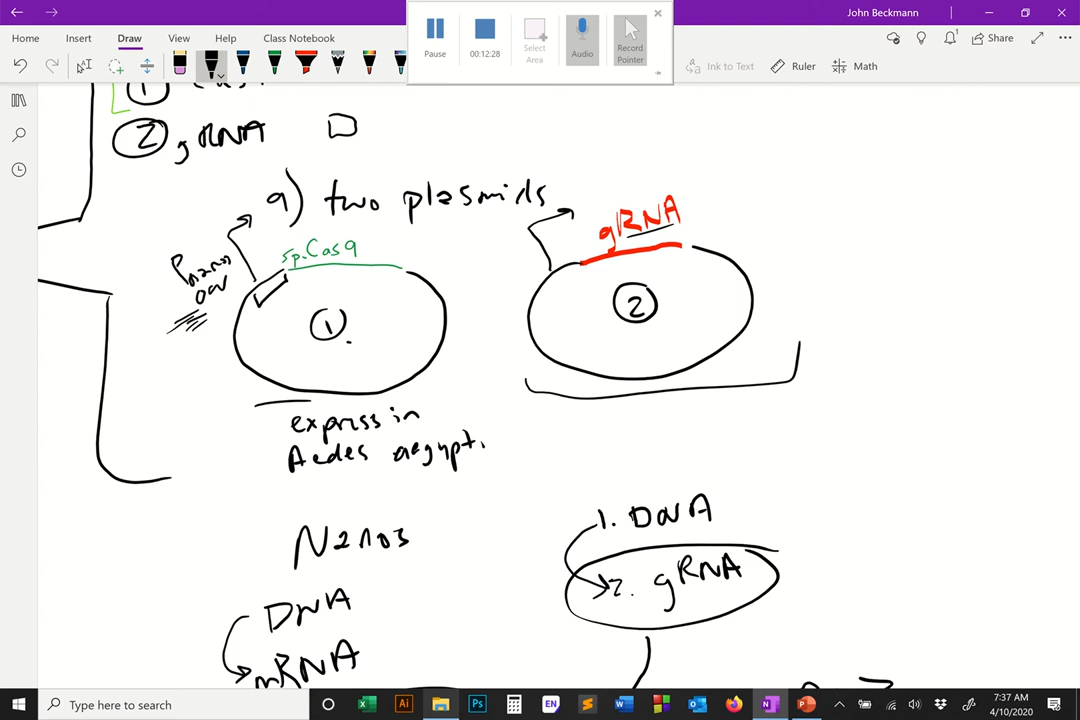 John Beckmann
Home Insert Draw View Help Class Notebook
Pause
00:12:28
Select Area
Audio
Record Pointer
Share
Ink to Text
Ruler
Math
1
2 gRNA
a) two plasmids
sp.Cas9
gRNA
1.
2
express in
Aedes aegypti
1. DNA
2. gRNA
DNA
mRNA
Type here to search
7:37 AM
4/10/2020